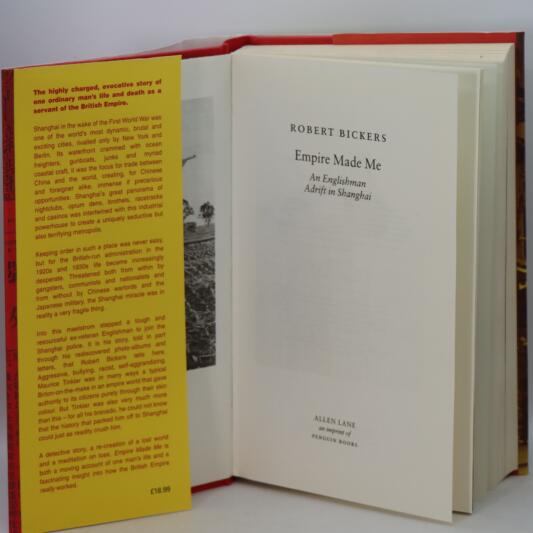 The highly charged, evocative story of
one ordinary man's life and death as a
servant of the British Empire.
Shanghai in the wake of the First World War was
one of the world's most dynamic, brutal and
exciting cities, rivalled only by New York and
Berlin. Its waterfront crammed with ocean
freighters, gunboats, junks and myriad
coastal craft, it was the focus for trade between
China and the world, creating, for Chinese
and foreigner alike, immense if precarious
opportunities. Shanghai's great panorama of
nightclubs, opium dens, brothels, racetracks
and casinos was intertwined with this industrial
powerhouse to create a uniquely seductive but
also terrifying metropolis.
Keeping order in such a place was never easy,
but for the British-run administration in the
1920s and 1930s life became increasingly
desperate. Threatened both from within by
gangsters, communists and nationalists and
from without by Chinese warlords and the
Japanese military, the Shanghai miracle was in
reality a very fragile thing.
Into this maelstrom stepped a tough and
resourceful ex-veteran Englishman to join the
Shanghai police. It is his story, told in part
through his rediscovered photo-albums and
letters, that Robert Bickers tells here.
Aggressive, bullying, racist, self-aggrandizing,
Maurice Tinkler was in many ways a typical
Briton-on-the-make in an empire world that gave
authority to its citizens purely through their skin
colour. But Tinkler was also very much more
than this – for all his bravado, he could not know
that the history that packed him off to Shanghai
could just as readily crush him.
A detective story, a re-creation of a lost world
and a meditation on loss, Empire Made Me is
both a moving account of one man's life and a
fascinating insight into how the British Empire
really worked.
£18.99
ROBERT BICKERS
Empire Made Me
An Englishman
Adrift in Shanghai
ALLEN LANE
an imprint of
PENGUIN BOOKS